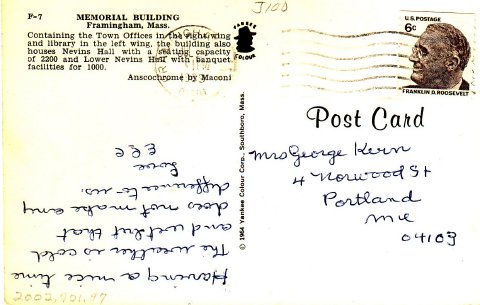 P-7 MEMORIAL BUILDING
Framingham, Mass.
Containing the Town Offices in the right wing
and library in the left wing, the building also
houses Nevins Hall with a seating capacity
of 2200 and Lower Nevins Hall with banquet
facilities for 1000.
Anscochrome by Maconi
J100
YANKEE
COLOUR
© 1964 Yankee Colour Corp., Southboro, Mass.
U.S. POSTAGE
6c
FRANKLIN D. ROOSEVELT
Post Card
Mrs George Kern
4 Norwood St
Portland
Me
04103
Having a nice time
The weather is cold
and wet but that
does not make any
difference to us.
Love
2002.701.97